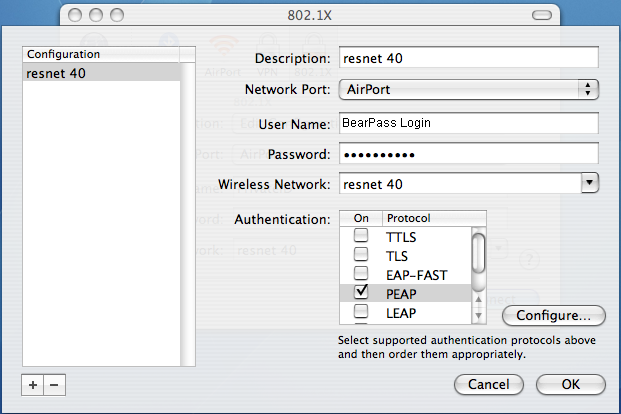 802.1X
Configuration
resnet 40
Description: resnet 40
Network Port: AirPort
User Name: BearPass Login
Password: ••••••••••
Wireless Network: resnet 40
Authentication:
On Protocol
TTLS
TLS
EAP-FAST
PEAP
LEAP
Configure...
Select supported authentication protocols above
and then order them appropriately.
+ −
Cancel OK